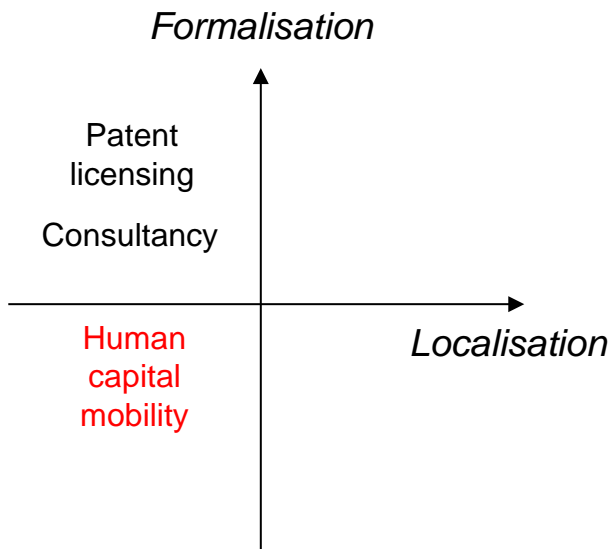 Formalisation
Patent
licensing
Consultancy
Human
capital
mobility
Localisation